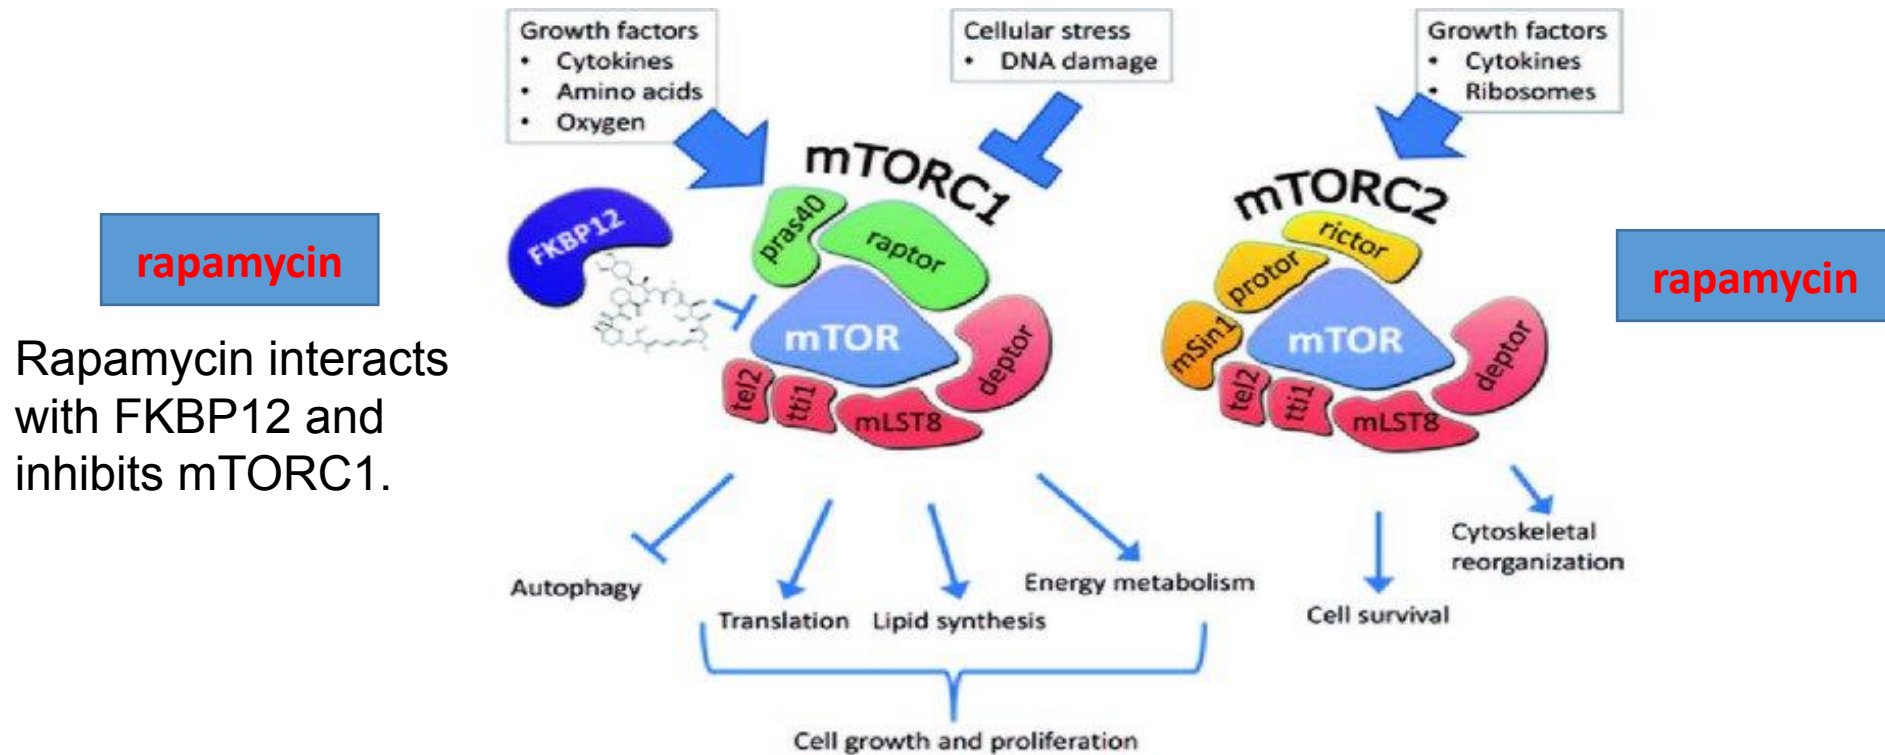 Growth factors
• Cytokines
• Amino acids
• Oxygen
Cellular stress
• DNA damage
Growth factors
• Cytokines
• Ribosomes
rapamycin
Rapamycin interacts
with FKBP12 and
inhibits mTORC1.
mTORC1
FKBP12
pras40
raptor
mTOR
deptor
tel2
tti1
mLST8
mTORC2
rictor
protor
mSin1
mTOR
deptor
tel2
tti1
mLST8
rapamycin
Autophagy
Translation
Lipid synthesis
Energy metabolism
Cell growth and proliferation
Cell survival
Cytoskeletal
reorganization